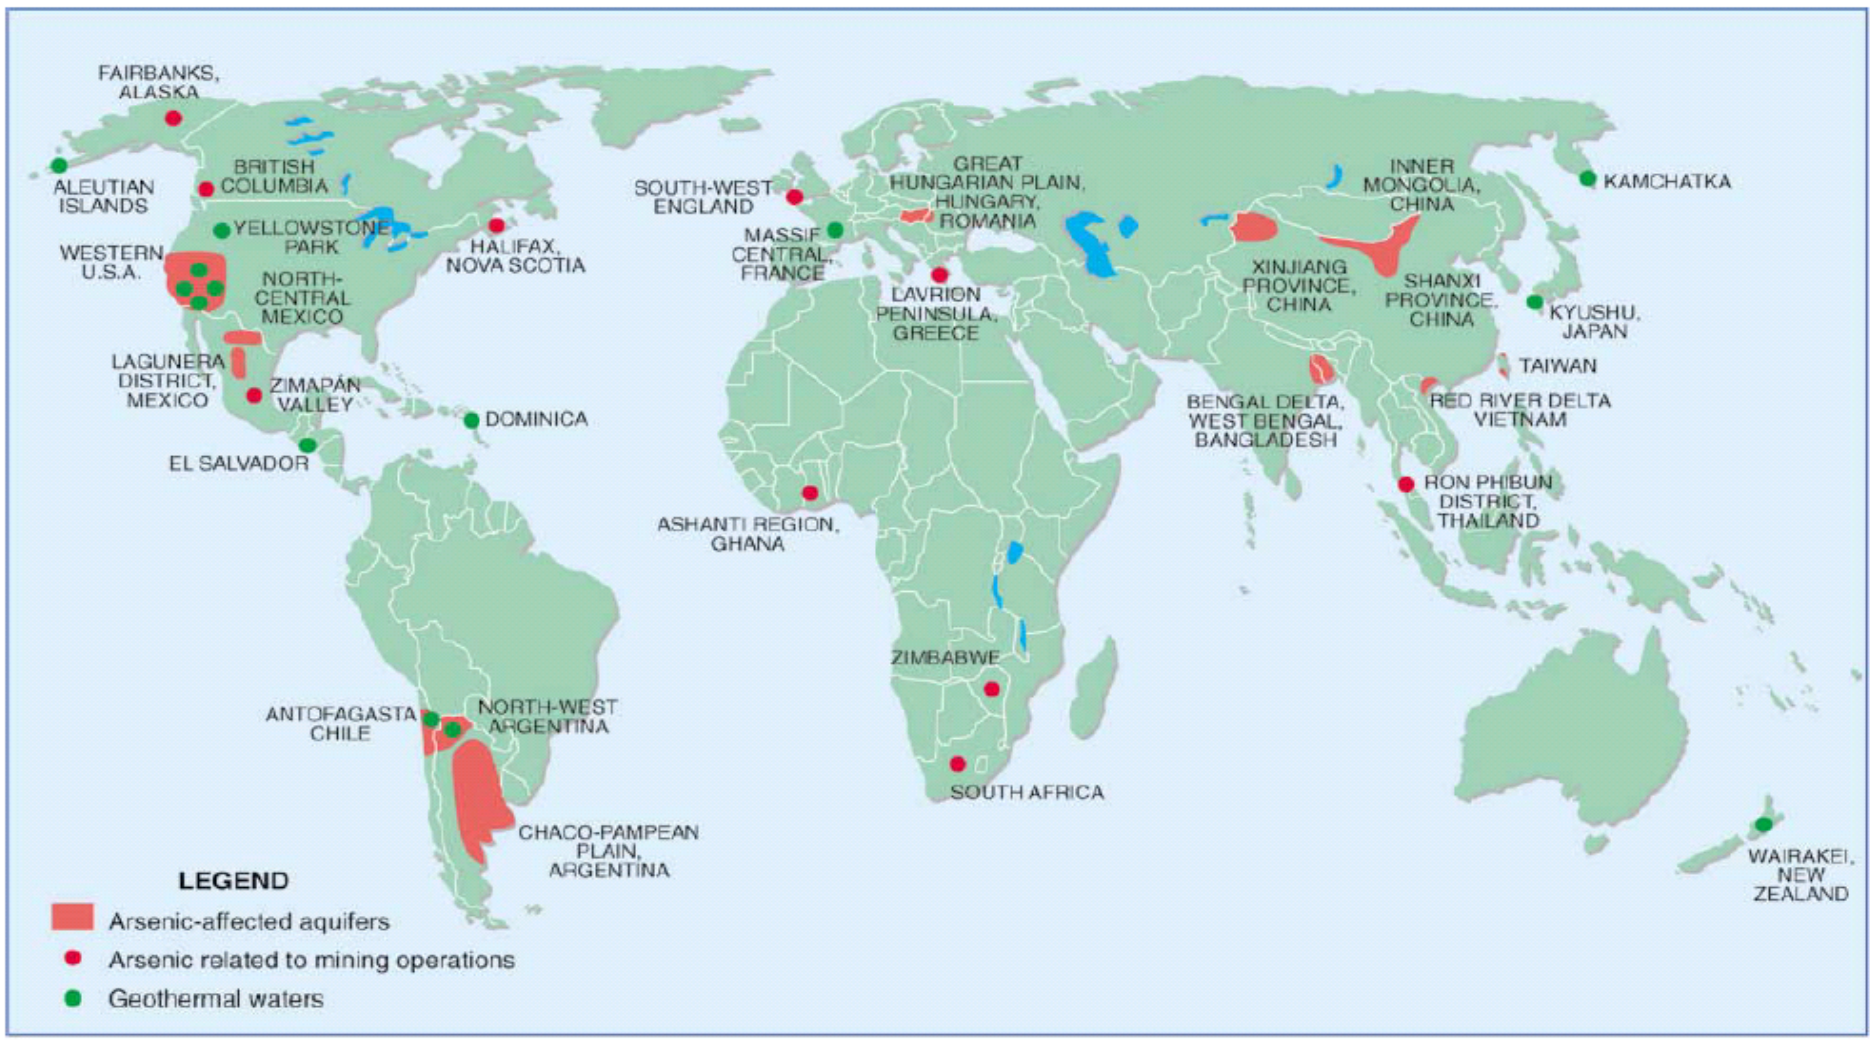 FAIRBANKS,
ALASKA
ALEUTIAN
ISLANDS
BRITISH
COLUMBIA
YELLOWSTONE
PARK
WESTERN
U.S.A.
NORTH-
CENTRAL
MEXICO
HALIFAX,
NOVA SCOTIA
LAGUNERA
DISTRICT,
MEXICO
ZIMAPÁN
VALLEY
DOMINICA
EL SALVADOR
ANTOFAGASTA
CHILE
NORTH-WEST
ARGENTINA
CHACO-PAMPEAN
PLAIN,
ARGENTINA
SOUTH-WEST
ENGLAND
MASSIF
CENTRAL,
FRANCE
GREAT
HUNGARIAN PLAIN,
HUNGARY,
ROMANIA
LAVRION
PENINSULA,
GREECE
ASHANTI REGION,
GHANA
ZIMBABWE
SOUTH AFRICA
INNER
MONGOLIA,
CHINA
XINJIANG
PROVINCE,
CHINA
SHANXI
PROVINCE,
CHINA
KAMCHATKA
KYUSHU,
JAPAN
TAIWAN
BENGAL DELTA,
WEST BENGAL,
BANGLADESH
RED RIVER DELTA
VIETNAM
RON PHIBUN
DISTRICT,
THAILAND
WAIRAKEI,
NEW
ZEALAND
LEGEND
Arsenic-affected aquifers
Arsenic related to mining operations
Geothermal waters